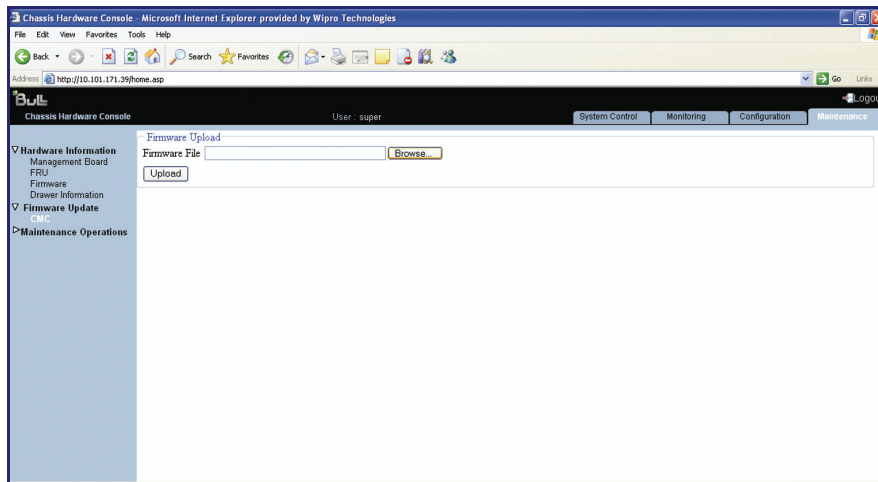 Chassis Hardware Console - Microsoft Internet Explorer provided by Wipro Technologies
File Edit View Favorites Tools Help
Back Search Favorites
Address http://10.101.171.39/home.asp Go Links
Bull Logou
Chassis Hardware Console User : super System Control Monitoring Configuration Maintenance
Hardware Information
Management Board
FRU
Firmware
Drawer Information
Firmware Update
CMC
Maintenance Operations
Firmware Upload
Firmware File Browse...
Upload